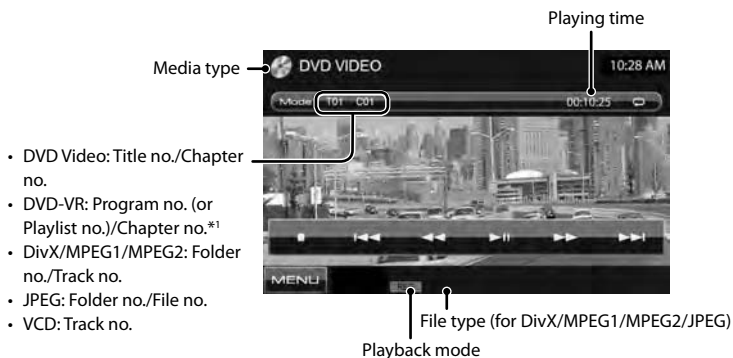 Playing time
Media type
DVD VIDEO
10:28 AM
Mode T01 C01 00:10:25
• DVD Video: Title no./Chapter
no.
• DVD-VR: Program no. (or
Playlist no.)/Chapter no.*1
• DivX/MPEG1/MPEG2: Folder
no./Track no.
• JPEG: Folder no./File no.
• VCD: Track no.
MENU
File type (for DivX/MPEG1/MPEG2/JPEG)
Playback mode